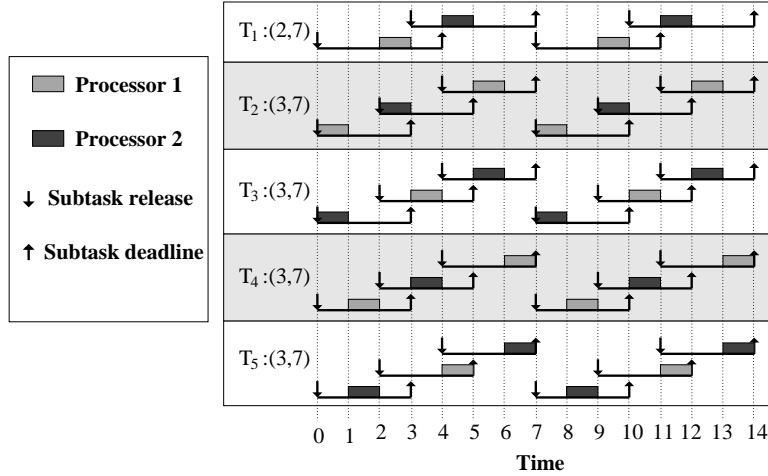 Processor 1
Processor 2
Subtask release
Subtask deadline
T1 :(2,7)
T2 :(3,7)
T3 :(3,7)
T4 :(3,7)
T5 :(3,7)
0 1 2 3 4 5 6 7 8 9 10 11 12 13 14
Time